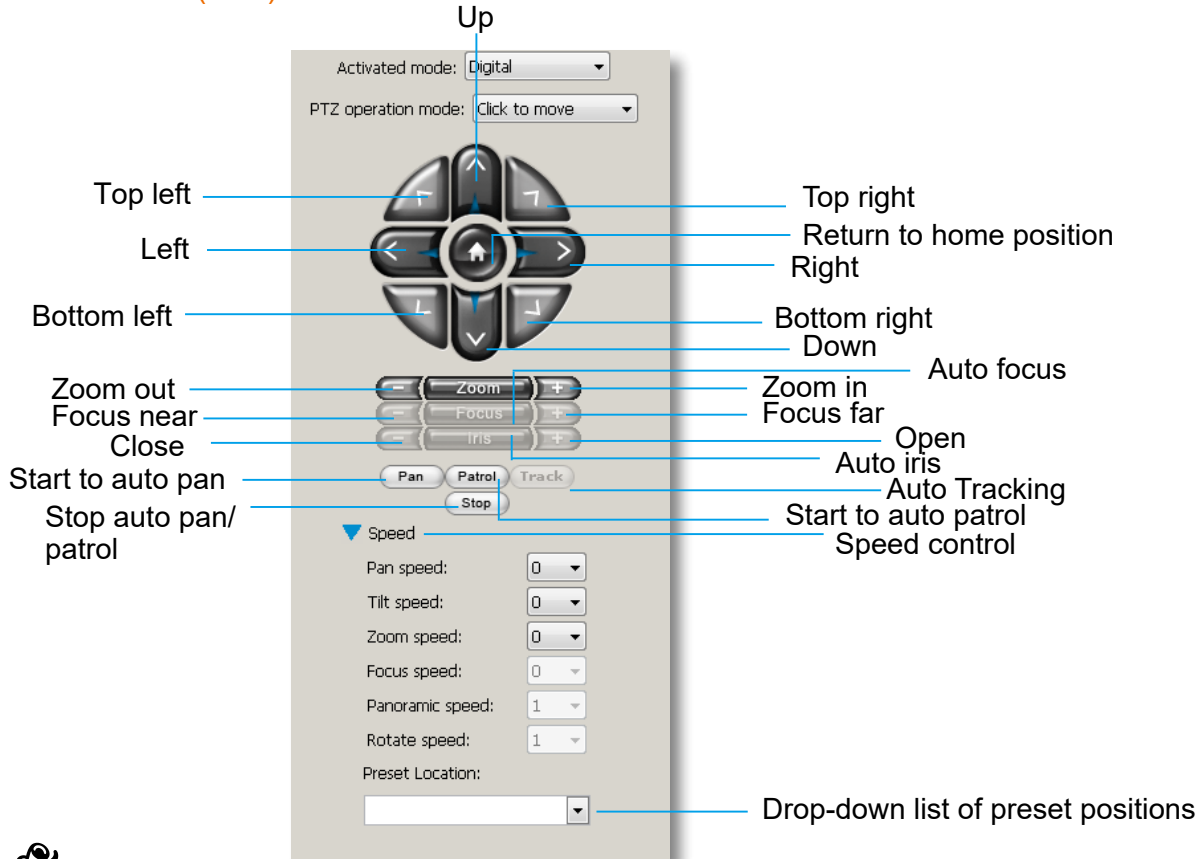 Up
Activated mode: Digital
PTZ operation mode: Click to move
Top left
Top right
Return to home position
Left
Right
Bottom left
Bottom right
Down
Auto focus
Zoom out
Zoom
Zoom in
Focus near
Focus
Focus far
Close
Iris
Open
Auto iris
Start to auto pan
Pan
Patrol
Track
Auto Tracking
Stop auto pan/
patrol
Stop
Start to auto patrol
Speed
Speed control
Pan speed: 0
Tilt speed: 0
Zoom speed: 0
Focus speed: 0
Panoramic speed: 1
Rotate speed: 1
Preset Location:
Drop-down list of preset positions